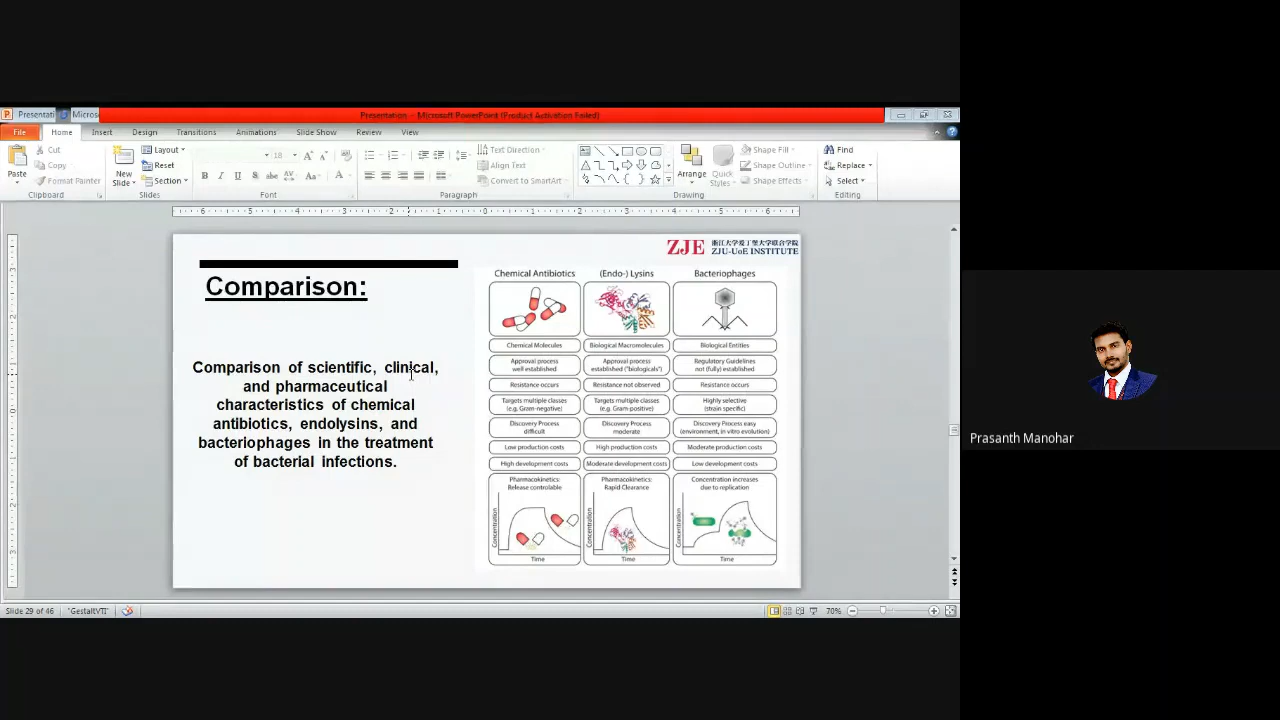 Presentati
Micros
Presentation - Microsoft PowerPoint (Product Activation Failed)
File
Home
Insert
Design
Transitions
Animations
Slide Show
Review
View
Paste
Cut
Copy
Format Painter
Clipboard
New
Slide
Layout
Reset
Section
Slides
18
B I U S abc AV Aa A
Font
Text Direction
Align Text
Convert to SmartArt
Paragraph
Arrange
Quick
Styles
Shape Fill
Shape Outline
Shape Effects
Drawing
Find
Replace
Select
Editing
ZJE 浙江大学爱丁堡大学联合学院
ZJU-UoE INSTITUTE
Comparison:
Comparison of scientific, clinical,
and pharmaceutical
characteristics of chemical
antibiotics, endolysins, and
bacteriophages in the treatment
of bacterial infections.
Chemical Antibiotics
(Endo-) Lysins
Bacteriophages
Chemical Molecules
Biological Macromolecules
Biological Entities
Approval process
well established
Approval process
established ("biologicals")
Regulatory Guidelines
not (fully) established
Resistance occurs
Resistance not observed
Resistance occurs
Targets multiple classes
(e.g. Gram-negative)
Targets multiple classes
(e.g. Gram-positive)
Highly selective
(strain specific)
Discovery Process
difficult
Discovery Process
moderate
Discovery Process easy
(environment, in vitro evolution)
Low production costs
High production costs
Moderate production costs
High development costs
Moderate development costs
Low development costs
Pharmacokinetics:
Release controllable
Concentration
Time
Pharmacokinetics:
Rapid Clearance
Concentration
Time
Concentration increases
due to replication
Concentration
Time
Prasanth Manohar
Slide 29 of 46
"GestaltVTI"
70%